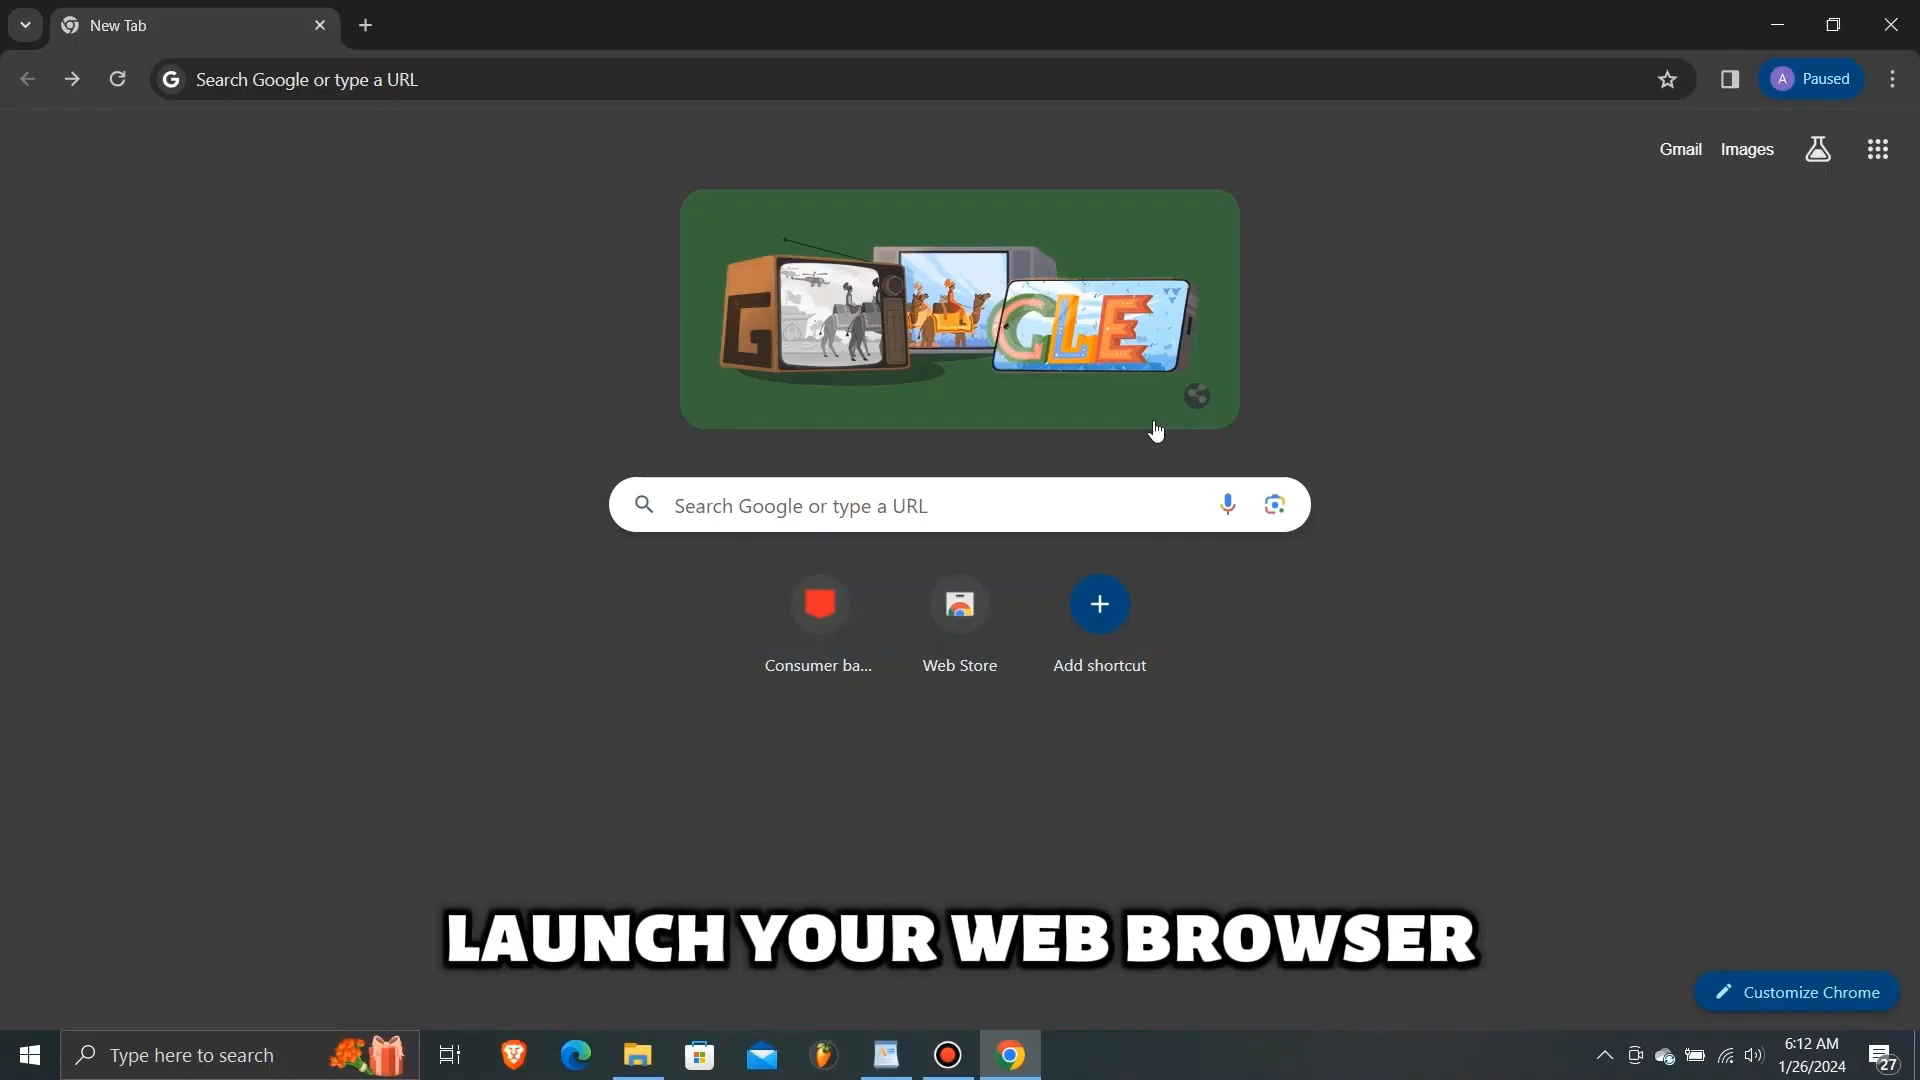 New Tab
Search Google or type a URL
A Paused
Gmail Images
G GLE
Search Google or type a URL
Consumer ba... Web Store Add shortcut
LAUNCH YOUR WEB BROWSER
Customize Chrome
Type here to search
6:12 AM
1/26/2024
27